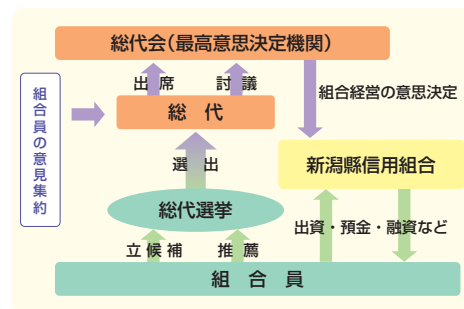 総代会（最高意思決定機関）
出席
討議
組合経営の意思決定
組合員の意見集約
総代
選出
新潟縣信用組合
総代選挙
出資・預金・融資など
立候補
推薦
組合員